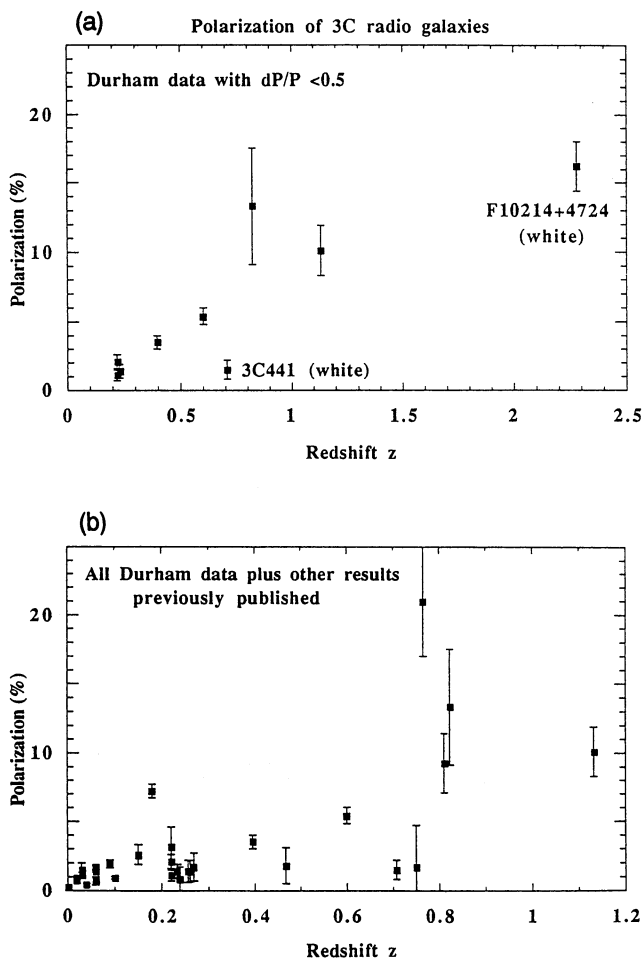 (a)
Polarization of 3C radio galaxies
Durham data with dP/P <0.5
20
10
0
Polarization (%)
F10214+4724
(white)
3C441 (white)
0 0.5 1 1.5 2 2.5
Redshift z
(b)
All Durham data plus other results
previously published
20
10
0
Polarization (%)
0 0.2 0.4 0.6 0.8 1 1.2
Redshift z